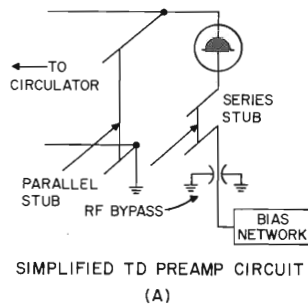 TO
CIRCULATOR
SERIES
STUB
PARALLEL
STUB
RF BYPASS
BIAS
NETWORK
SIMPLIFIED TD PREAMP CIRCUIT
(A)